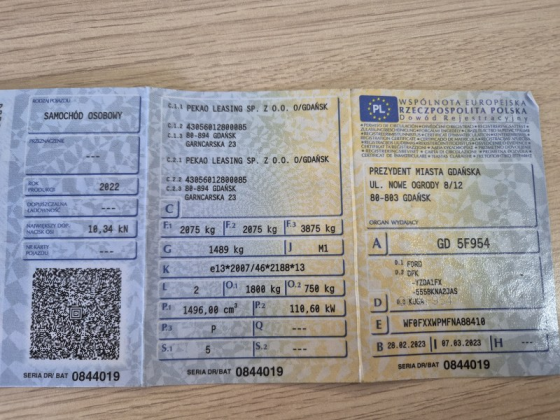 RODZAJ POJAZDU
SAMOCHÓD OSOBOWY
PRZEZNACZENIE
---
ROK PRODUKCJI
2022
DOPUSZCZALNA ŁADOWNOŚĆ
---
NAJWIĘKSZY DOP. NACISK OSI
10,34 kN
NR KARTY POJAZDU
---
SERIA DR/BAT 0844019
C.1.1 PEKAO LEASING SP. Z O.O. O/GDAŃSK
C.1.2 43056012800085
C.1.3 80-894 GDAŃSK
GARNCARSKA 23
C.2.1 PEKAO LEASING SP. Z O.O. O/GDAŃSK
C.2.2 43056012800085
C.2.3 80-894 GDAŃSK
GARNCARSKA 23
C
F.1 2075 kg F.2 2075 kg F.3 3875 kg
G 1489 kg J M1
K e13*2007/46*2188*13
L 2 O.1 1800 kg O.2 750 kg
P.1 1496,00 cm³ P.2 110,60 kW
P.3 P Q ---
S.1 5 S.2 ---
SERIA DR/BAT 0844019
PL
WSPÓLNOTA EUROPEJSKA
RZECZPOSPOLITA POLSKA
Dowód Rejestracyjny
PREZYDENT MIASTA GDAŃSKA
UL. NOWE OGRODY 8/12
80-803 GDAŃSK
ORGAN WYDAJĄCY
A GD 5F954
D.1 FORD
D.2 DFK
-YZDA1FX
-5558KNAZJAS
D D.3 KUGA
E WF0FXXWPMFNA88410
B 28.02.2023 I 07.03.2023 H ---
SERIA DR/BAT 0844019